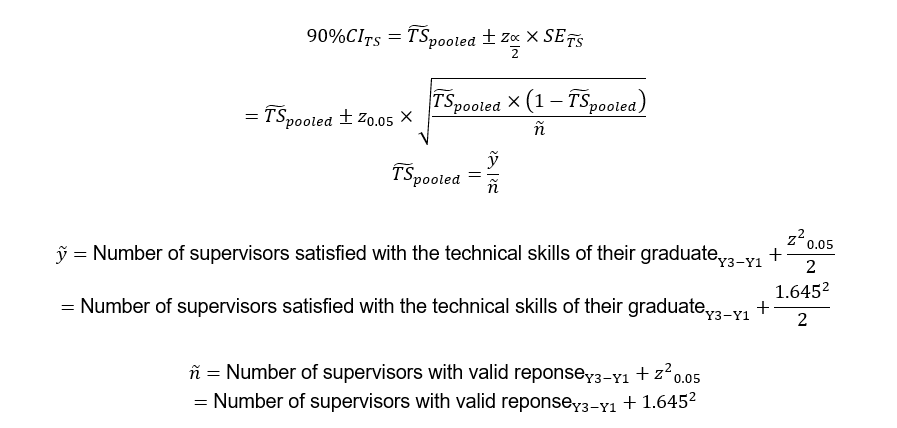 90%CI_TS = T̃S_pooled ± z_∝/2 × SE_T̃S
= T̃S_pooled ± z_0.05 × √(T̃S_pooled × (1 − T̃S_pooled) / ñ)
T̃S_pooled = ỹ / ñ
ỹ = Number of supervisors satisfied with the technical skills of their graduate_Y3−Y1 + z²_0.05 / 2
= Number of supervisors satisfied with the technical skills of their graduate_Y3−Y1 + 1.645² / 2
ñ = Number of supervisors with valid reponse_Y3−Y1 + z²_0.05
= Number of supervisors with valid reponse_Y3−Y1 + 1.645²